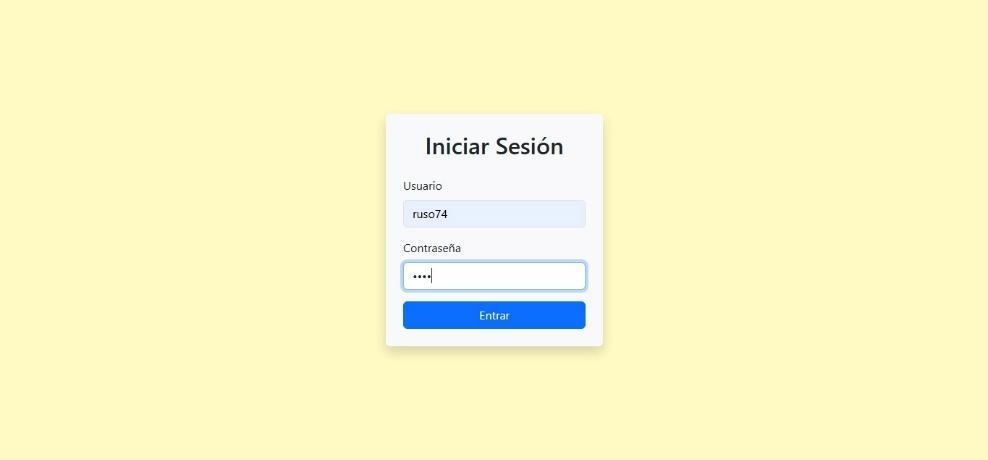 Iniciar Sesión
Usuario
ruso74
Contraseña
••••
Entrar